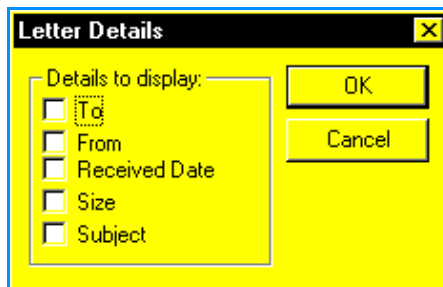 Letter Details
Details to display:
To
From
Received Date
Size
Subject
OK
Cancel